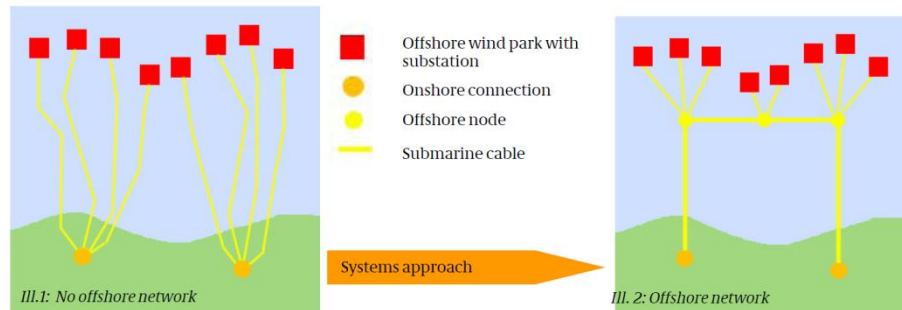 Offshore wind park with
substation
Onshore connection
Offshore node
Submarine cable
Systems approach
Ill.1: No offshore network
Ill. 2: Offshore network